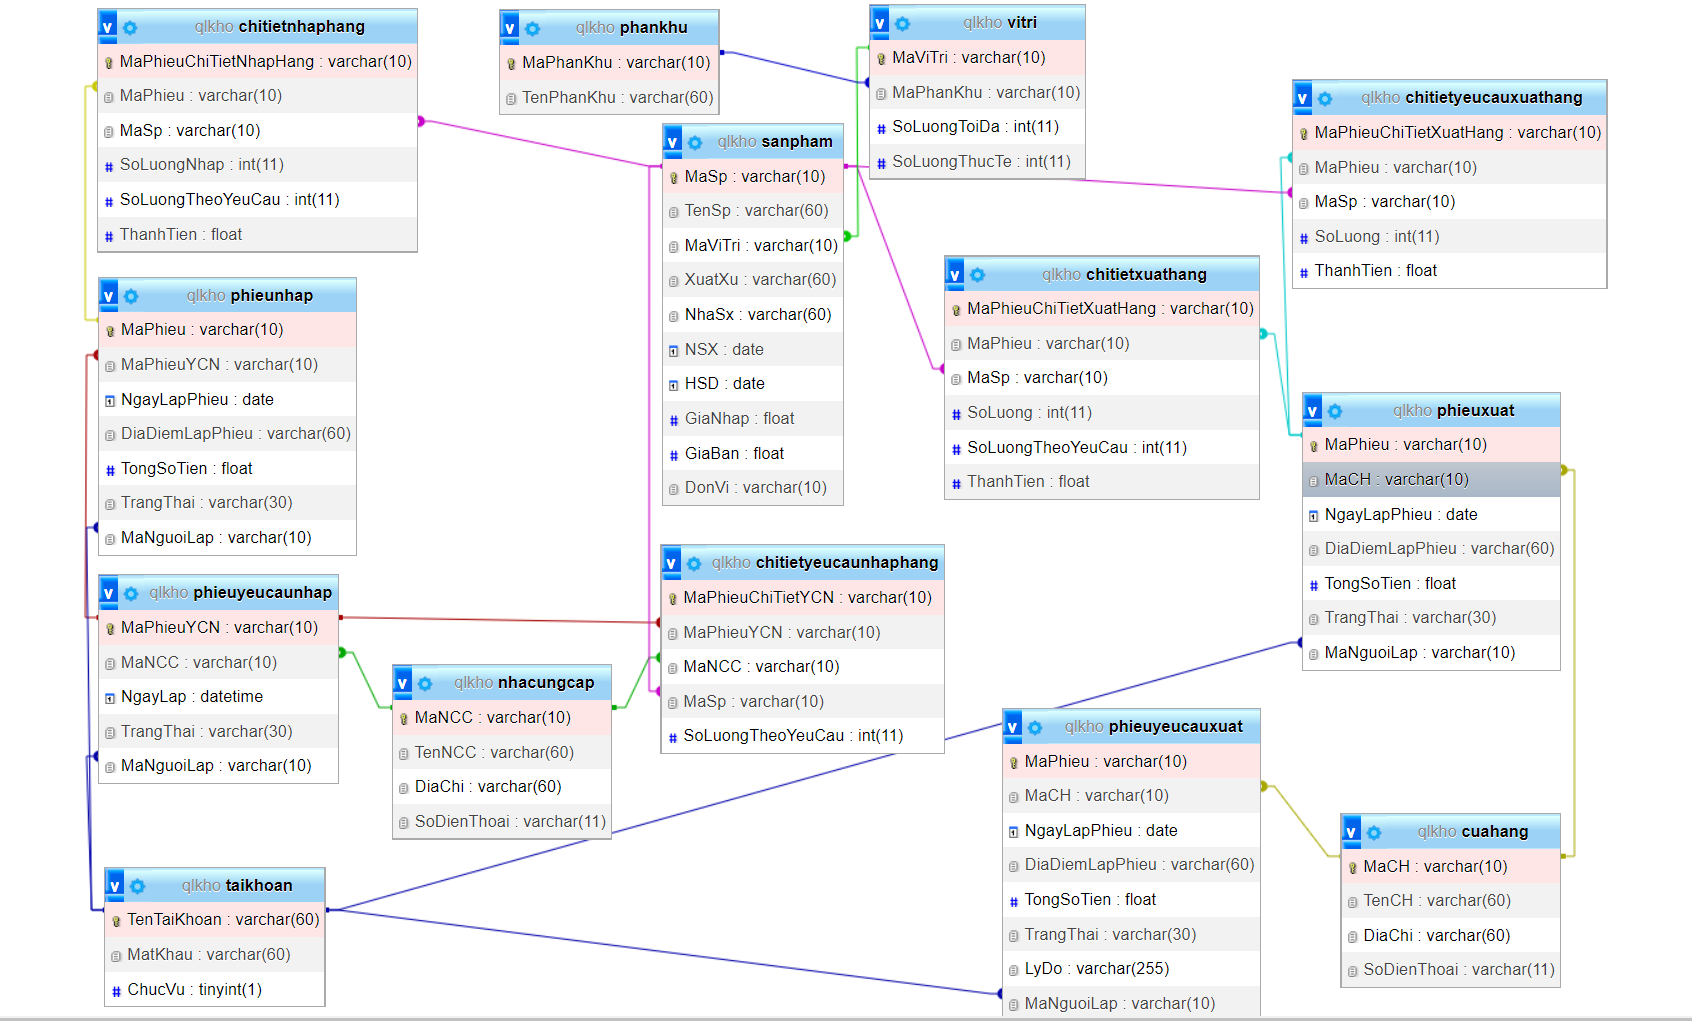 qlkho chitietnhaphang
MaPhieuChiTietNhapHang : varchar(10)
MaPhieu : varchar(10)
MaSp : varchar(10)
SoLuongNhap : int(11)
SoLuongTheoYeuCau : int(11)
ThanhTien : float
qlkho phankhu
MaPhanKhu : varchar(10)
TenPhanKhu : varchar(60)
qlkho vitri
MaViTri : varchar(10)
MaPhanKhu : varchar(10)
SoLuongToiDa : int(11)
SoLuongThucTe : int(11)
qlkho chitietyeucauxuathang
MaPhieuChiTietXuatHang : varchar(10)
MaPhieu : varchar(10)
MaSp : varchar(10)
SoLuong : int(11)
ThanhTien : float
qlkho sanpham
MaSp : varchar(10)
TenSp : varchar(60)
MaViTri : varchar(10)
XuatXu : varchar(60)
NhaSx : varchar(60)
NSX : date
HSD : date
GiaNhap : float
GiaBan : float
DonVi : varchar(10)
qlkho chitietxuathang
MaPhieuChiTietXuatHang : varchar(10)
MaPhieu : varchar(10)
MaSp : varchar(10)
SoLuong : int(11)
SoLuongTheoYeuCau : int(11)
ThanhTien : float
qlkho phieunhap
MaPhieu : varchar(10)
MaPhieuYCN : varchar(10)
NgayLapPhieu : date
DiaDiemLapPhieu : varchar(60)
TongSoTien : float
TrangThai : varchar(30)
MaNguoiLap : varchar(10)
qlkho phieuxuat
MaPhieu : varchar(10)
MaCH : varchar(10)
NgayLapPhieu : date
DiaDiemLapPhieu : varchar(60)
TongSoTien : float
TrangThai : varchar(30)
MaNguoiLap : varchar(10)
qlkho phieuyeucaunhap
MaPhieuYCN : varchar(10)
MaNCC : varchar(10)
NgayLap : datetime
TrangThai : varchar(30)
MaNguoiLap : varchar(10)
qlkho chitietyeucaunhaphang
MaPhieuChiTietYCN : varchar(10)
MaPhieuYCN : varchar(10)
MaNCC : varchar(10)
MaSp : varchar(10)
SoLuongTheoYeuCau : int(11)
qlkho nhacungcap
MaNCC : varchar(10)
TenNCC : varchar(60)
DiaChi : varchar(60)
SoDienThoai : varchar(11)
qlkho phieuyeucauxuat
MaPhieu : varchar(10)
MaCH : varchar(10)
NgayLapPhieu : date
DiaDiemLapPhieu : varchar(60)
TongSoTien : float
TrangThai : varchar(30)
LyDo : varchar(255)
MaNguoiLap : varchar(10)
qlkho cuahang
MaCH : varchar(10)
TenCH : varchar(60)
DiaChi : varchar(60)
SoDienThoai : varchar(11)
qlkho taikhoan
TenTaiKhoan : varchar(60)
MatKhau : varchar(60)
ChucVu : tinyint(1)